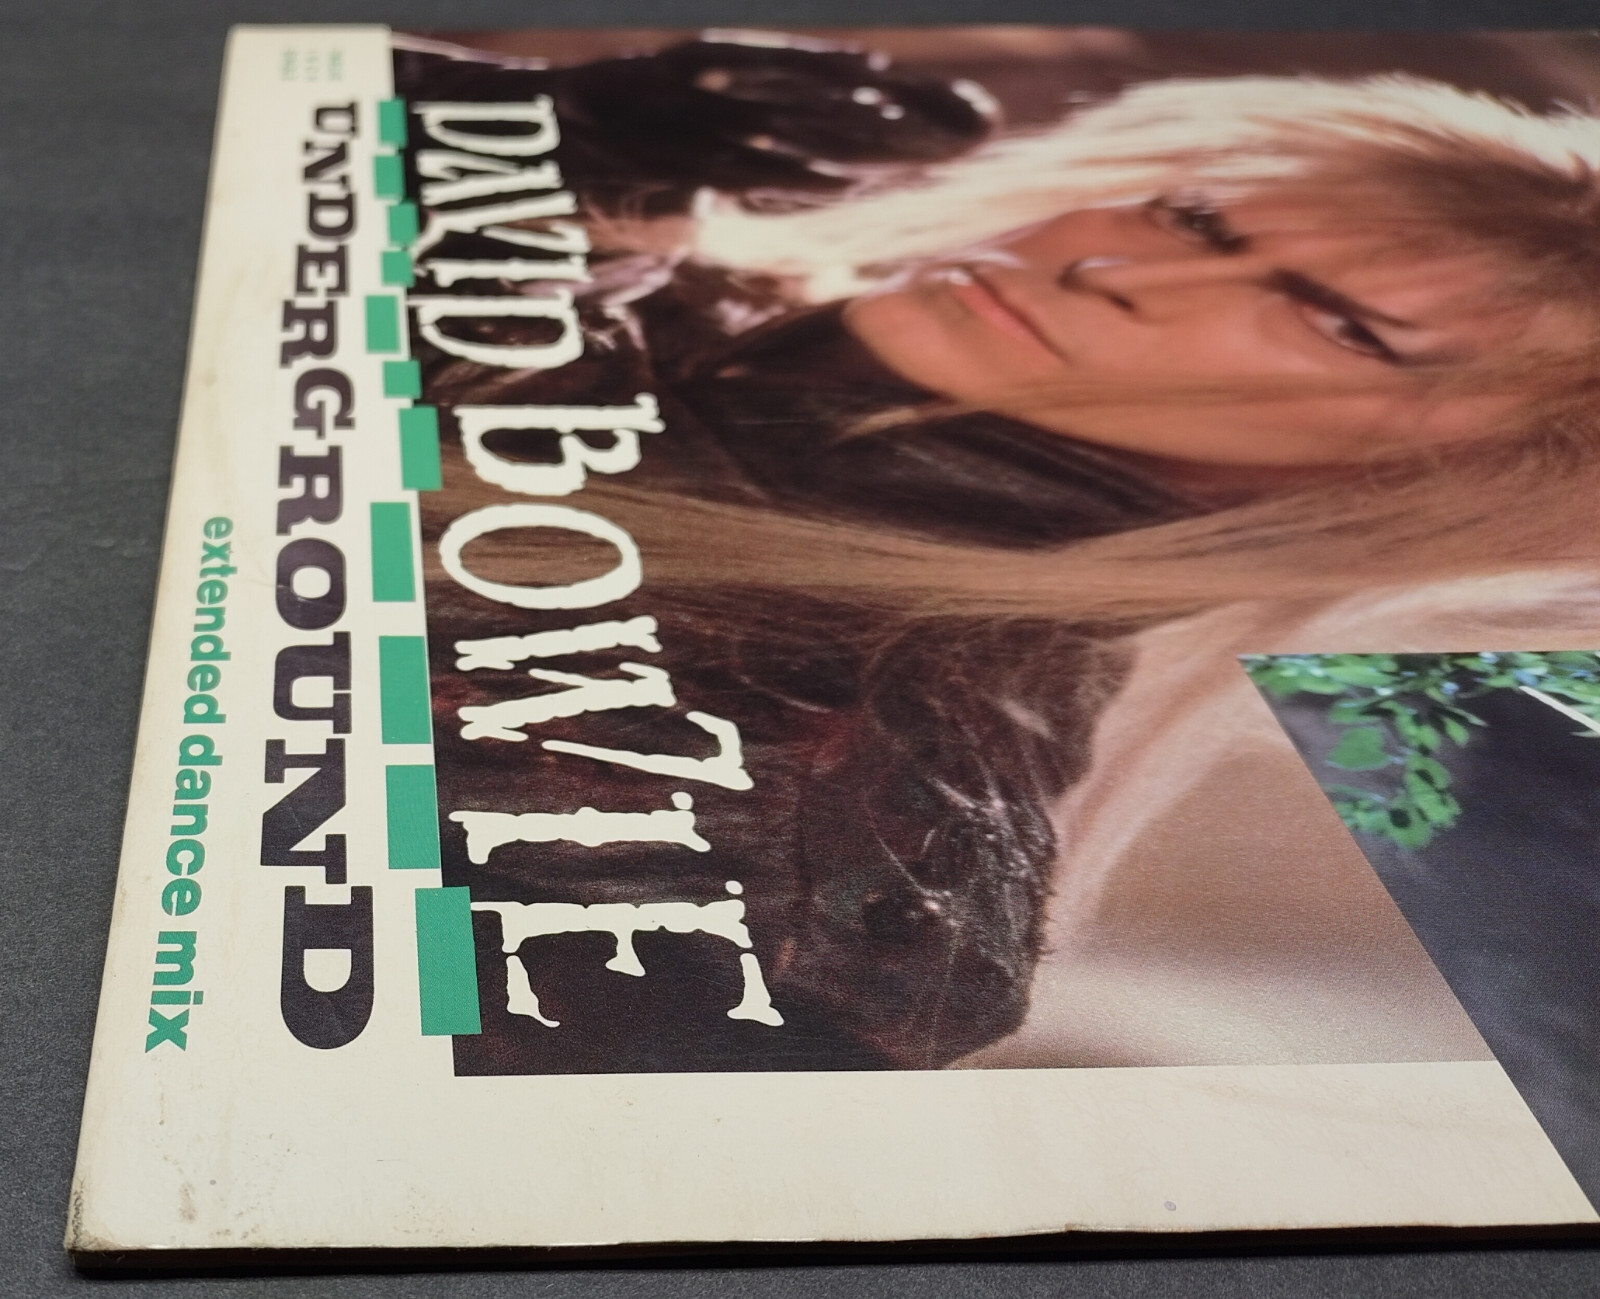 DAVID BOWIE
UNDERGROUND
extended dance mix